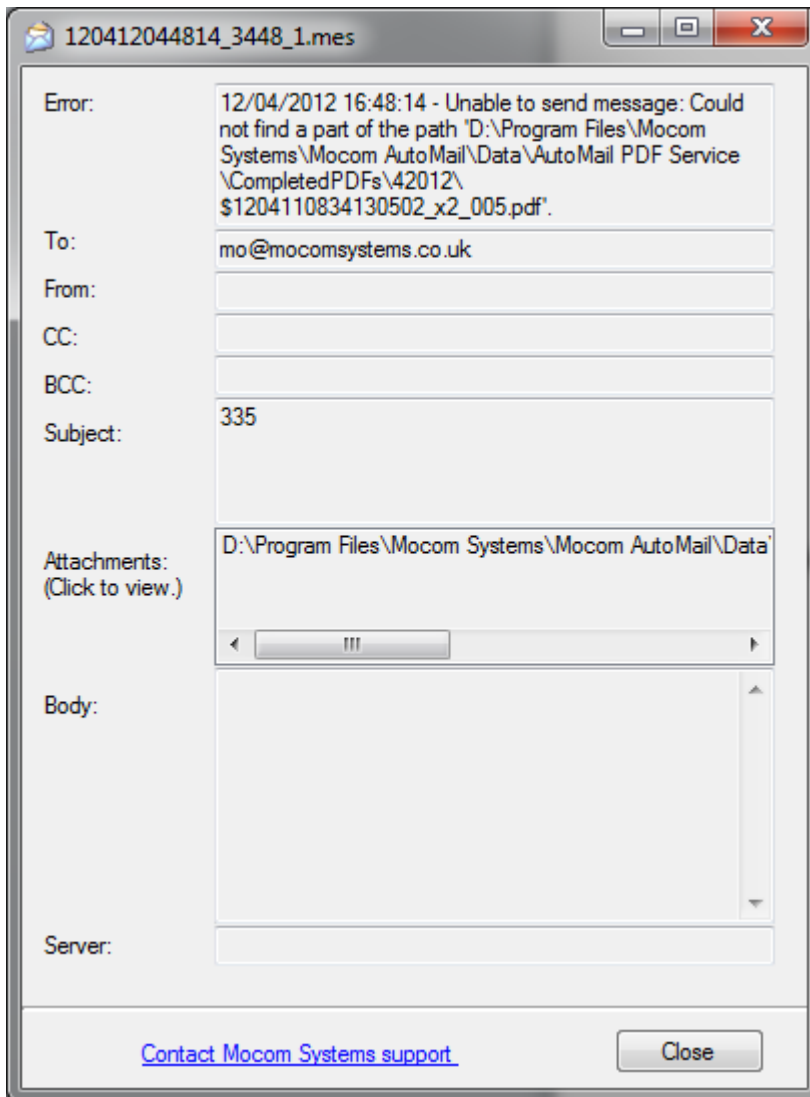 120412044814_3448_1.mes
Error:
12/04/2012 16:48:14 - Unable to send message: Could
not find a part of the path 'D:\Program Files\Mocom
Systems\Mocom AutoMail\Data\AutoMail PDF Service
\CompletedPDFs\42012\
$1204110834130502_x2_005.pdf'.
To:
mo@mocomsystems.co.uk
From:
CC:
BCC:
Subject:
335
Attachments:
(Click to view.)
D:\Program Files\Mocom Systems\Mocom AutoMail\Data\
Body:
Server:
Contact Mocom Systems support
Close